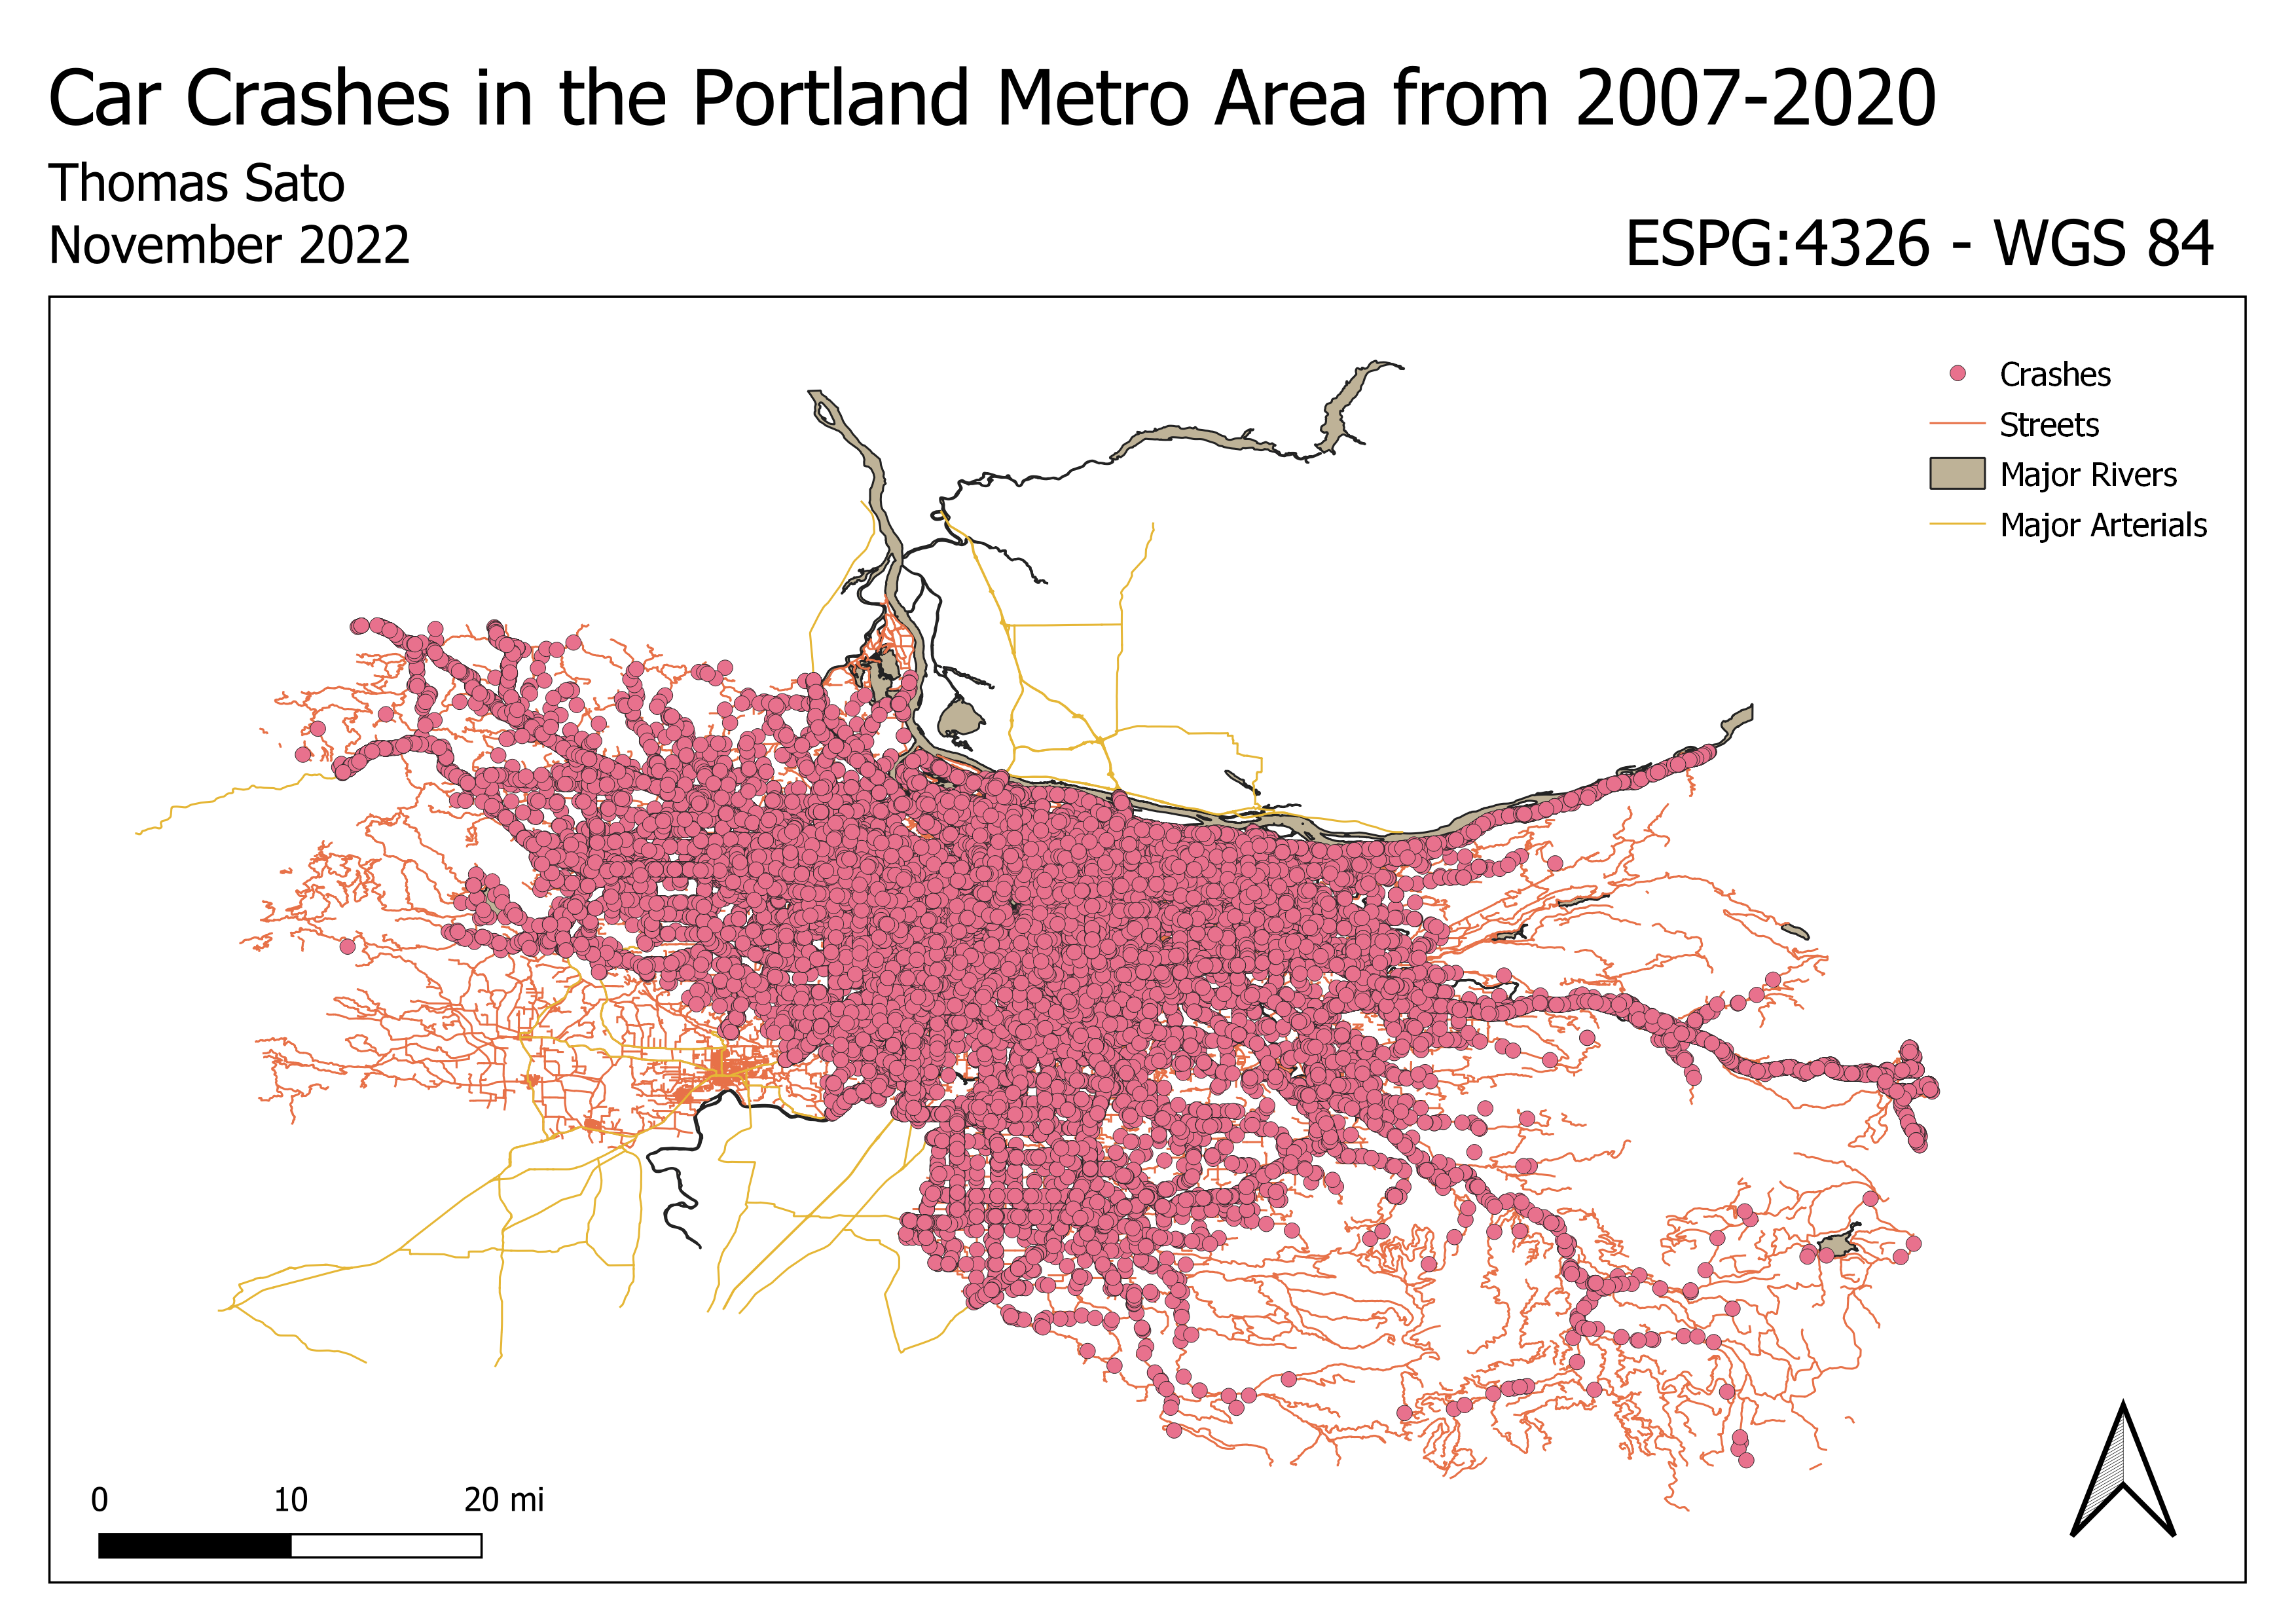 Car Crashes in the Portland Metro Area from 2007-2020
Thomas Sato
November 2022
ESPG:4326 - WGS 84
Crashes
Streets
Major Rivers
Major Arterials
0 10 20 mi